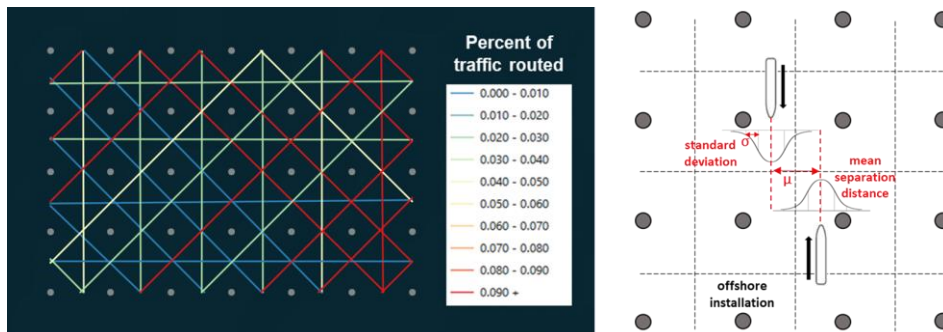 Percent of
traffic routed
0.000 - 0.010
0.010 - 0.020
0.020 - 0.030
0.030 - 0.040
0.040 - 0.050
0.050 - 0.060
0.060 - 0.070
0.070 - 0.080
0.080 - 0.090
0.090 +
σ
standard
deviation
μ
mean
separation
distance
offshore
installation